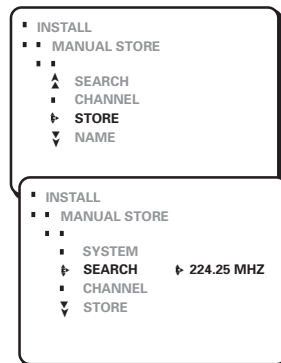 INSTALL
MANUAL STORE
SEARCH
CHANNEL
STORE
NAME
INSTALL
MANUAL STORE
SYSTEM
SEARCH 224.25 MHZ
CHANNEL
STORE